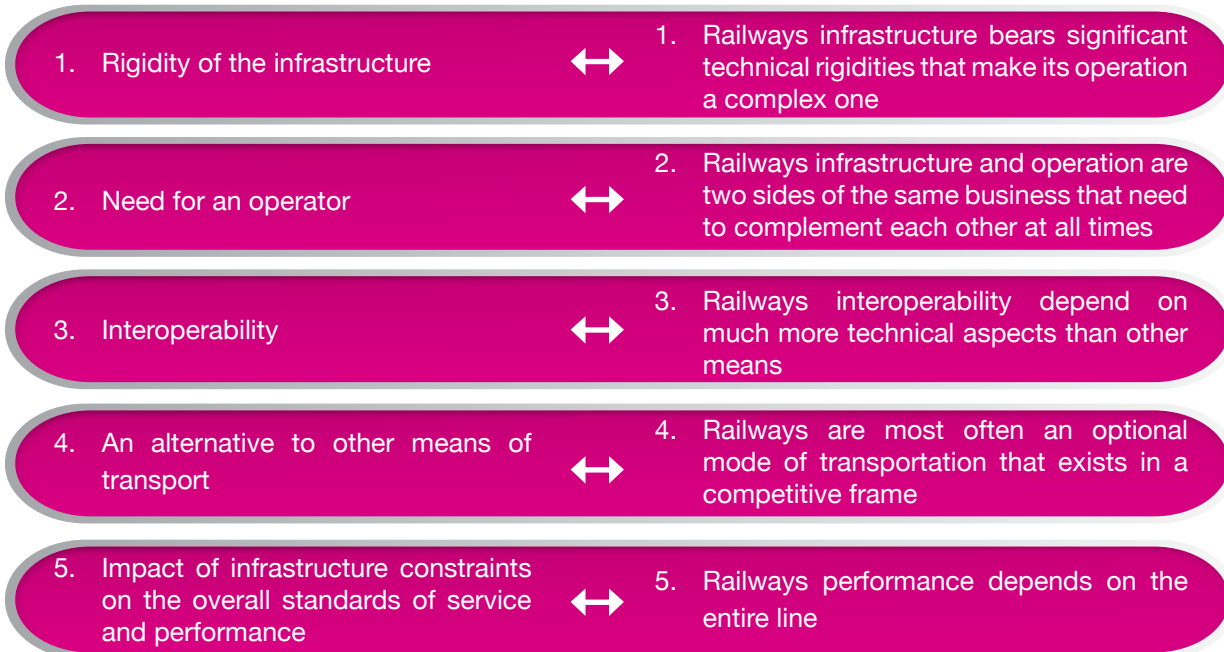 1. Rigidity of the infrastructure
1. Railways infrastructure bears significant
technical rigidities that make its operation
a complex one
2. Need for an operator
2. Railways infrastructure and operation are
two sides of the same business that need
to complement each other at all times
3. Interoperability
3. Railways interoperability depend on
much more technical aspects than other
means
4. An alternative to other means of
transport
4. Railways are most often an optional
mode of transportation that exists in a
competitive frame
5. Impact of infrastructure constraints
on the overall standards of service
and performance
5. Railways performance depends on the
entire line